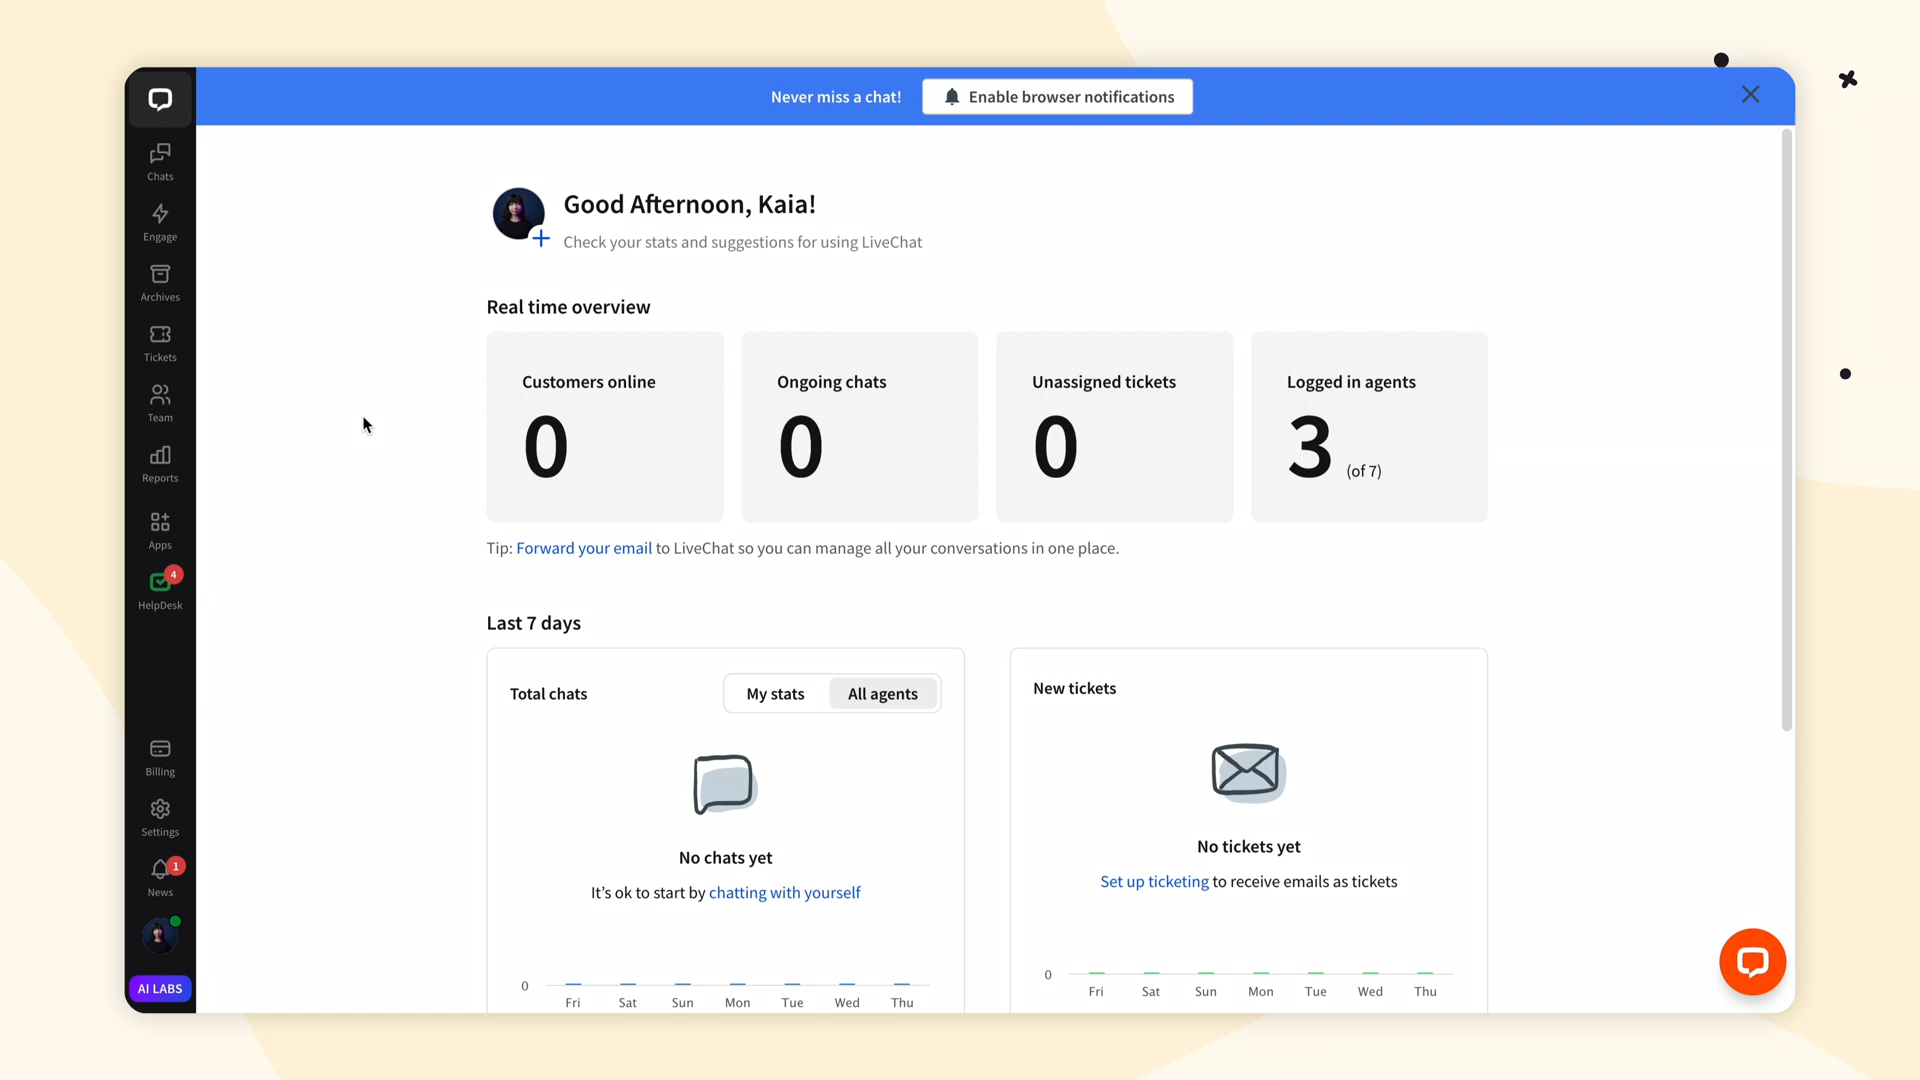 Never miss a chat!
Enable browser notifications
Chats
Engage
Archives
Tickets
Team
Reports
Apps
4
HelpDesk
Billing
Settings
1
News
AI LABS
Good Afternoon, Kaia!
Check your stats and suggestions for using LiveChat
Real time overview
Customers online
0
Ongoing chats
0
Unassigned tickets
0
Logged in agents
3 (of 7)
Tip: Forward your email to LiveChat so you can manage all your conversations in one place.
Last 7 days
Total chats
My stats
All agents
No chats yet
It's ok to start by chatting with yourself
0
Fri Sat Sun Mon Tue Wed Thu
New tickets
No tickets yet
Set up ticketing to receive emails as tickets
0
Fri Sat Sun Mon Tue Wed Thu